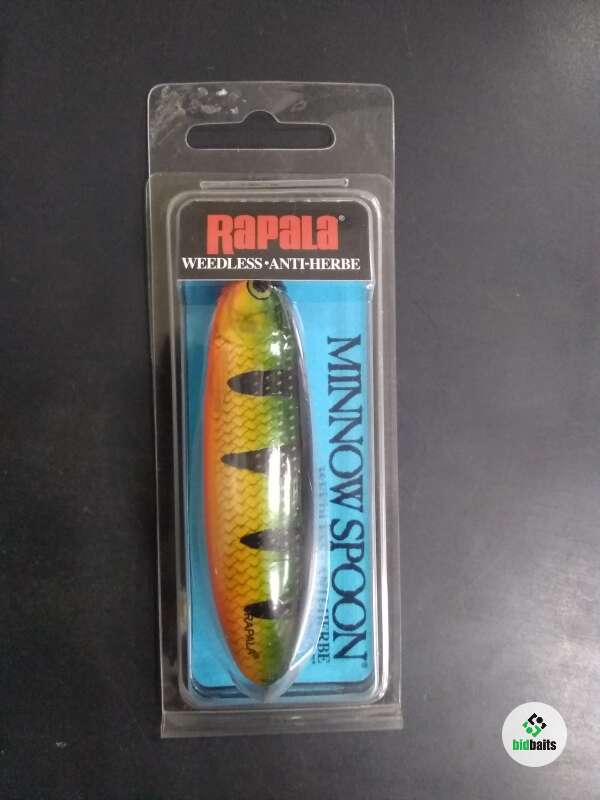 Rapala®
WEEDLESS•ANTI-HERBE
MINNOW SPOON®
RAPALA®
bidbaits